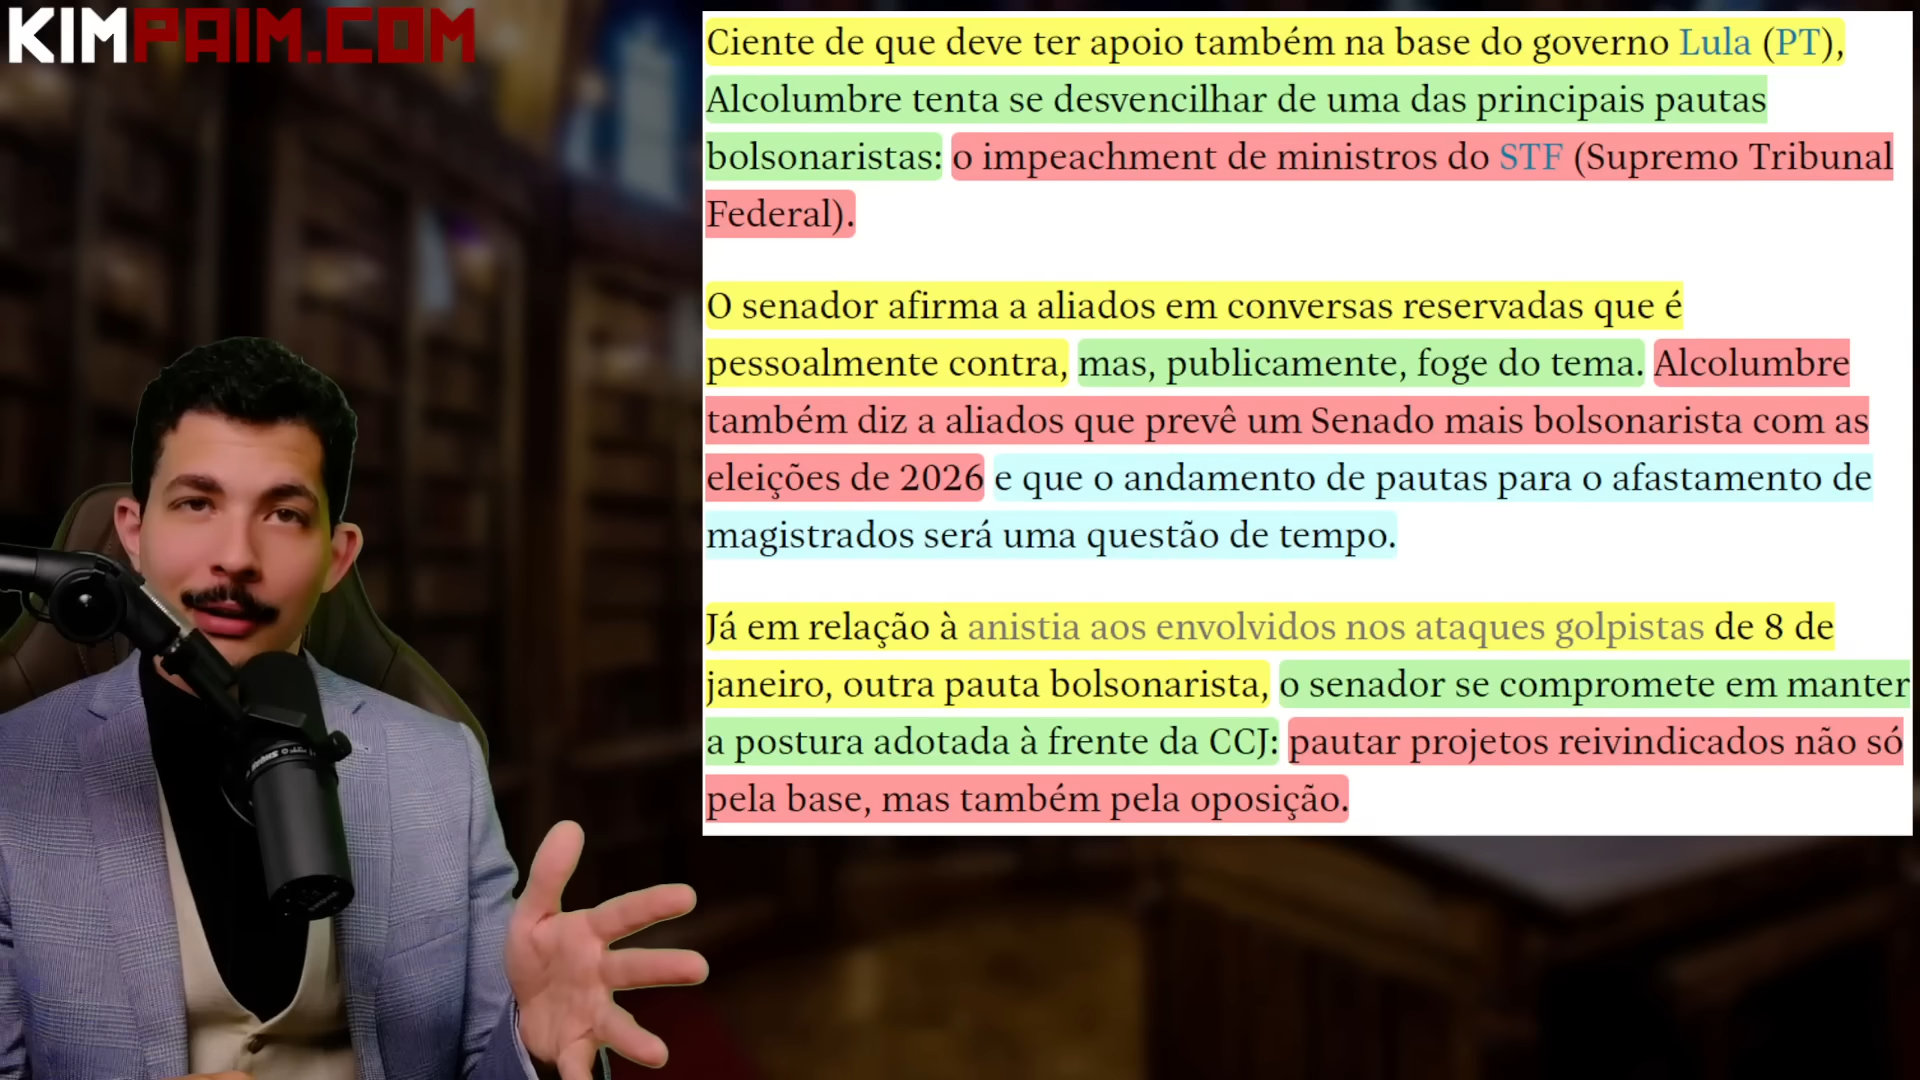 KIMPAIM.COM
Ciente de que deve ter apoio também na base do governo Lula (PT),
Alcolumbre tenta se desvencilhar de uma das principais pautas
bolsonaristas: o impeachment de ministros do STF (Supremo Tribunal
Federal).
O senador afirma a aliados em conversas reservadas que é
pessoalmente contra, mas, publicamente, foge do tema. Alcolumbre
também diz a aliados que prevê um Senado mais bolsonarista com as
eleições de 2026 e que o andamento de pautas para o afastamento de
magistrados será uma questão de tempo.
Já em relação à anistia aos envolvidos nos ataques golpistas de 8 de
janeiro, outra pauta bolsonarista, o senador se compromete em manter
a postura adotada à frente da CCJ: pautar projetos reivindicados não só
pela base, mas também pela oposição.